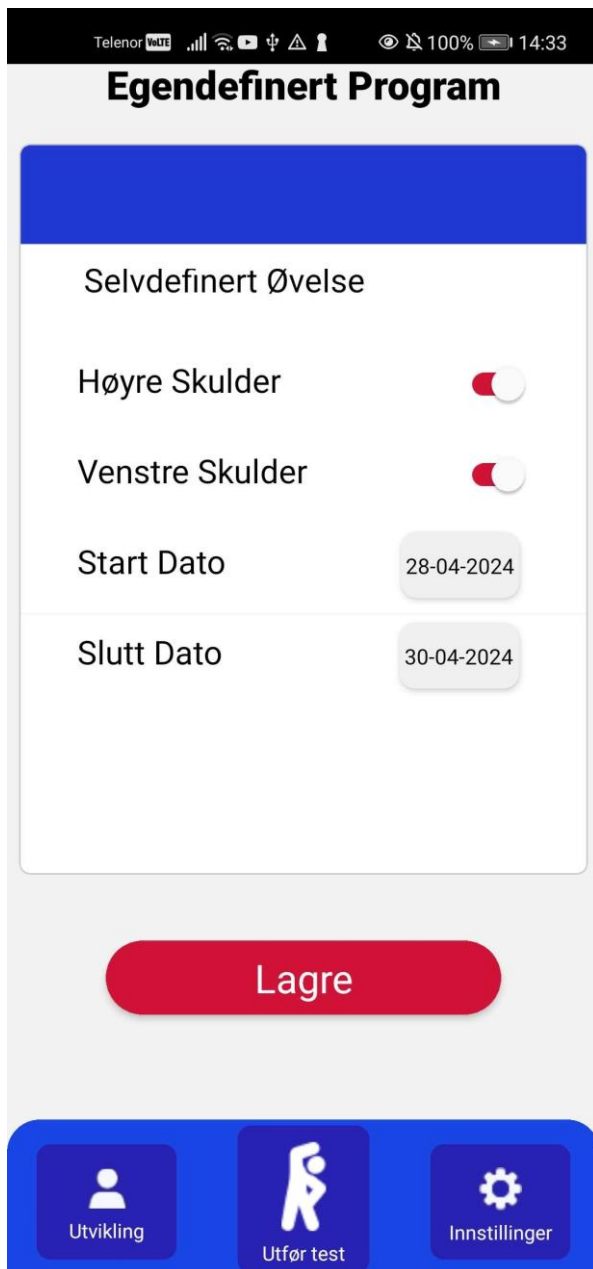 Telenor VoLTE 100% 14:33
Egendefinert Program
Selvdefinert Øvelse
Høyre Skulder
Venstre Skulder
Start Dato 28-04-2024
Slutt Dato 30-04-2024
Lagre
Utvikling Utfør test Innstillinger